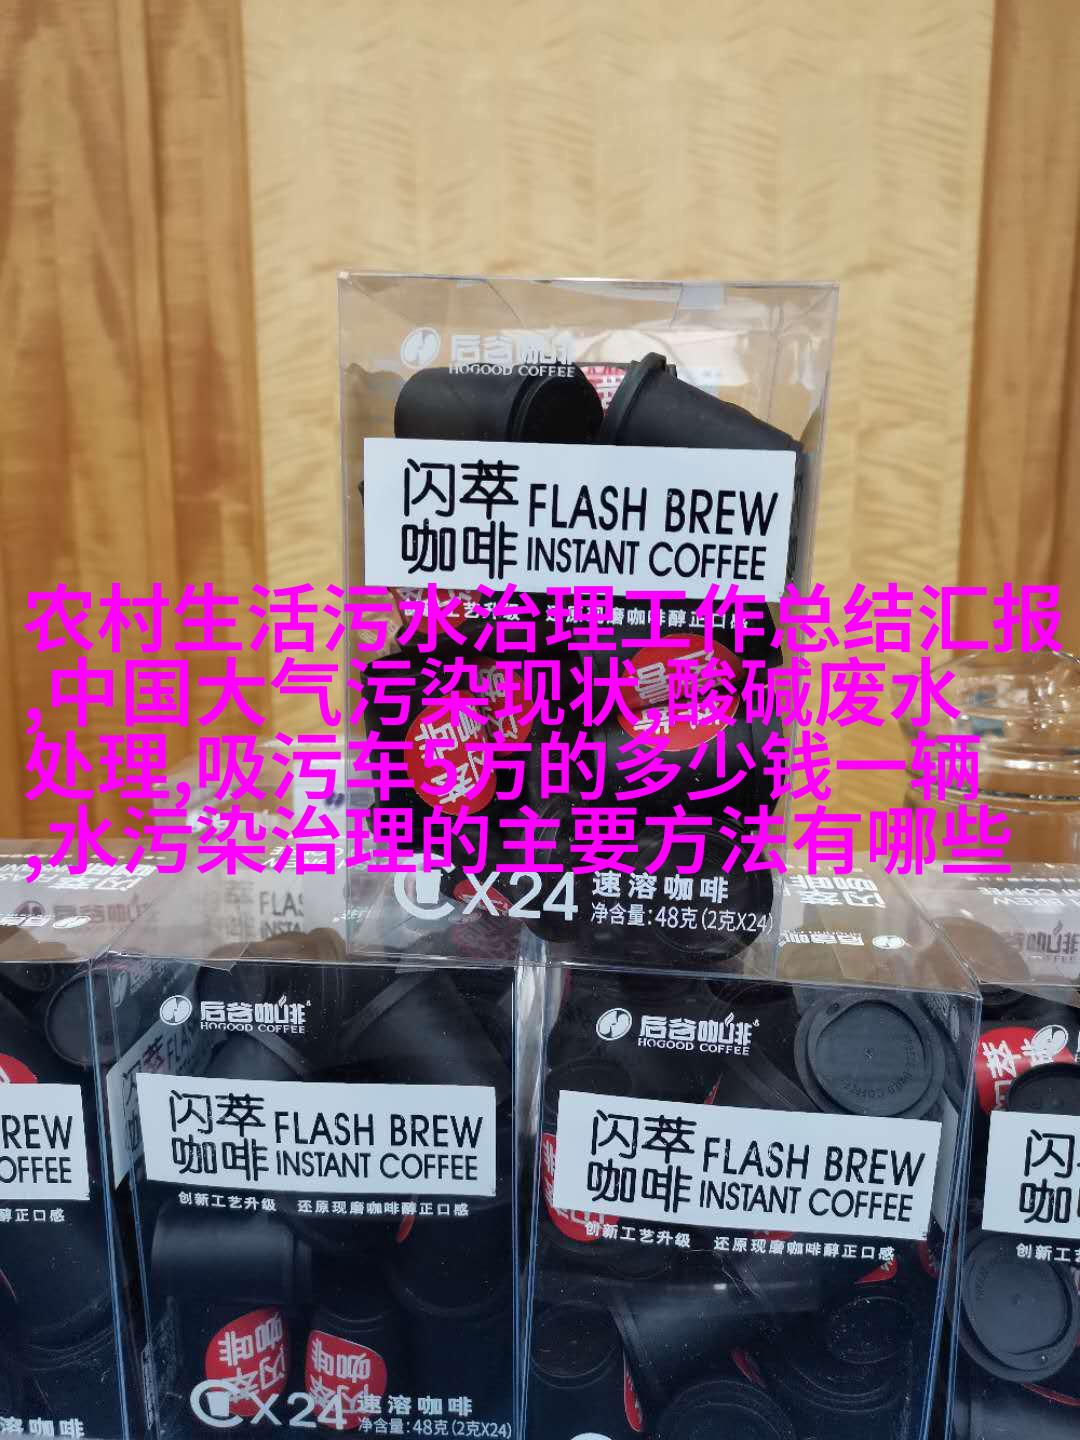 后谷咖啡
HOGOOD COFFEE
闪萃 FLASH BREW
咖啡 INSTANT COFFEE
农村生活污水治理工作总结汇报
,中国大气污染现状,酸碱废水
处理,吸污车5方的多少钱一辆
,水污染治理的主要方法有哪些
X24 速溶咖啡
净含量:48克(2克X24)
后谷咖啡
HOGOOD COFFEE
闪萃 FLASH BREW
咖啡 INSTANT COFFEE
创新工艺升级 还原现磨咖啡醇正口感
X24 速溶咖啡
净含量:48克(2克X24)
后谷咖啡
HOGOOD COFFEE
闪萃 FLASH BREW
咖啡 INSTANT COFFEE
创新工艺升级 还原现磨咖啡醇正口感